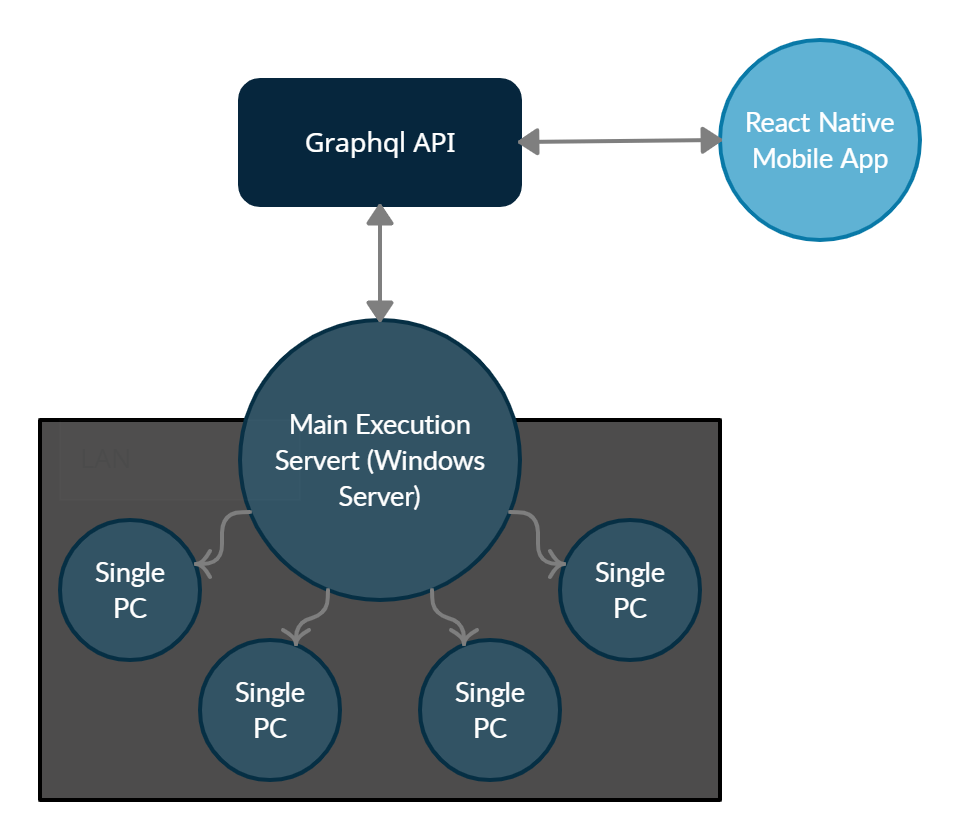 Graphql API
React Native
Mobile App
Main Execution
Servert (Windows
Server)
LAN
Single
PC
Single
PC
Single
PC
Single
PC